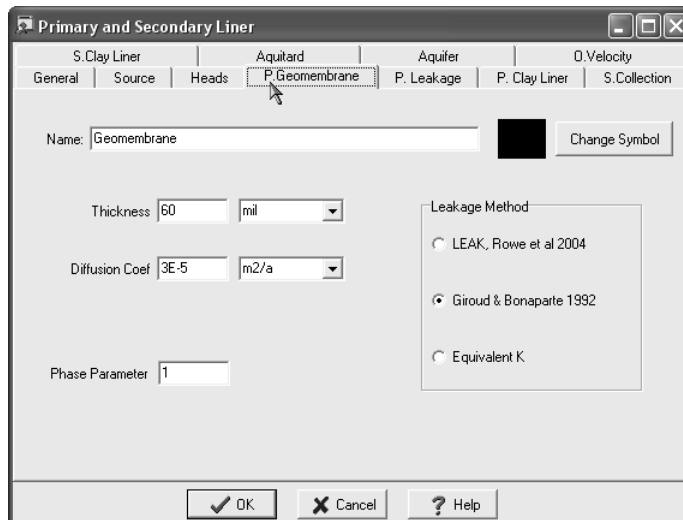 Primary and Secondary Liner
S.Clay Liner Aquitard Aquifer O.Velocity
General Source Heads P.Geomembrane P. Leakage P. Clay Liner S.Collection
Name: Geomembrane Change Symbol
Thickness 60 mil
Diffusion Coef 3E-5 m2/a
Phase Parameter 1
Leakage Method
LEAK, Rowe et al 2004
Giroud & Bonaparte 1992
Equivalent K
OK Cancel ? Help